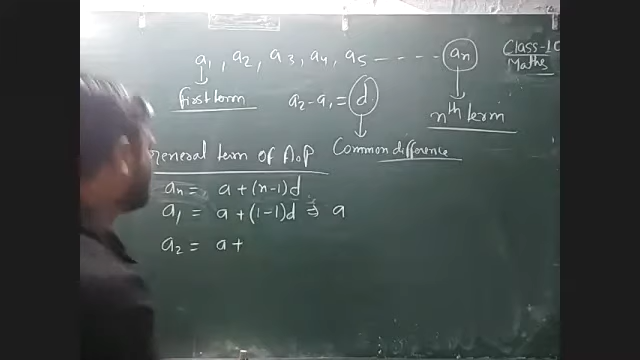 a₁, a₂, a₃, a₄, a₅ - - - - - aₙ
Class-10
Maths
first term
a₂ - a₁ = d
nᵗʰ term
General term of A.P
Common difference
aₙ = a + (n-1)d
a₁ = a + (1-1)d ⇒ a
a₂ = a +